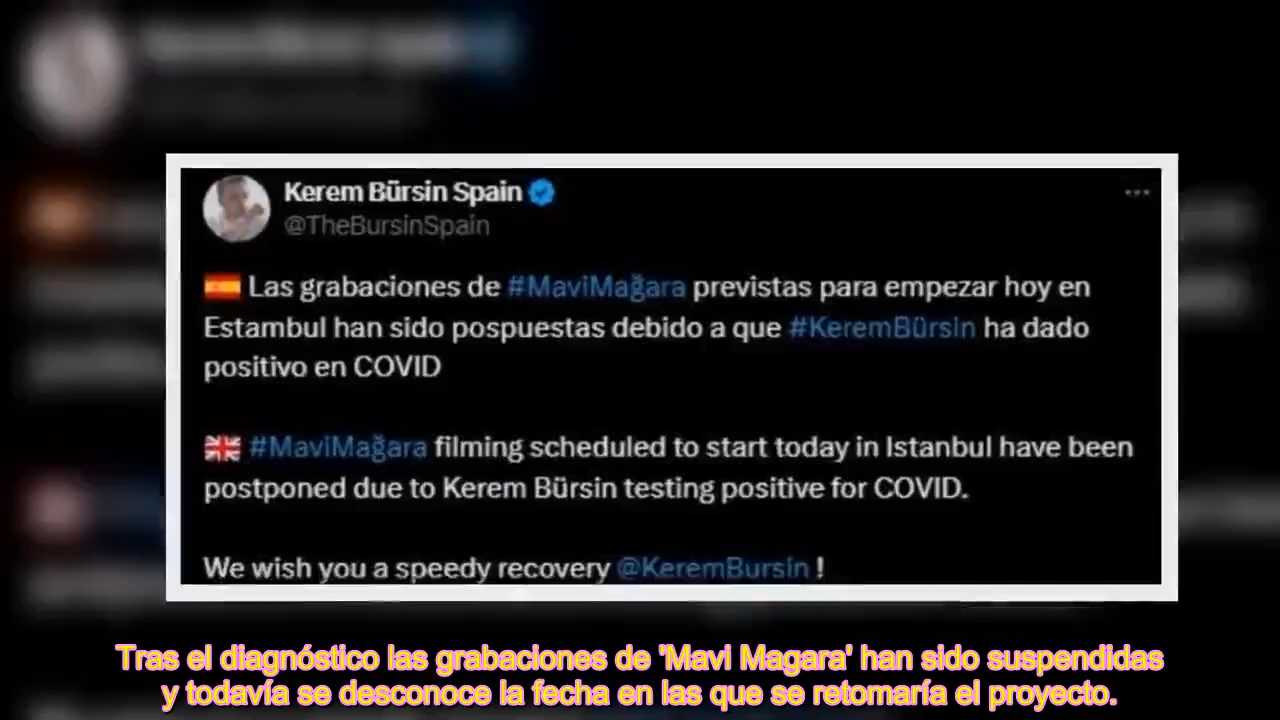 Kerem Bürsin Spain
@TheBursinSpain
Las grabaciones de #MaviMağara previstas para empezar hoy en
Estambul han sido pospuestas debido a que #KeremBürsin ha dado
positivo en COVID
#MaviMağara filming scheduled to start today in Istanbul have been
postponed due to Kerem Bürsin testing positive for COVID.
We wish you a speedy recovery @KeremBursin !
Tras el diagnóstico las grabaciones de 'Mavi Magara' han sido suspendidas
y todavía se desconoce la fecha en las que se retomaría el proyecto.